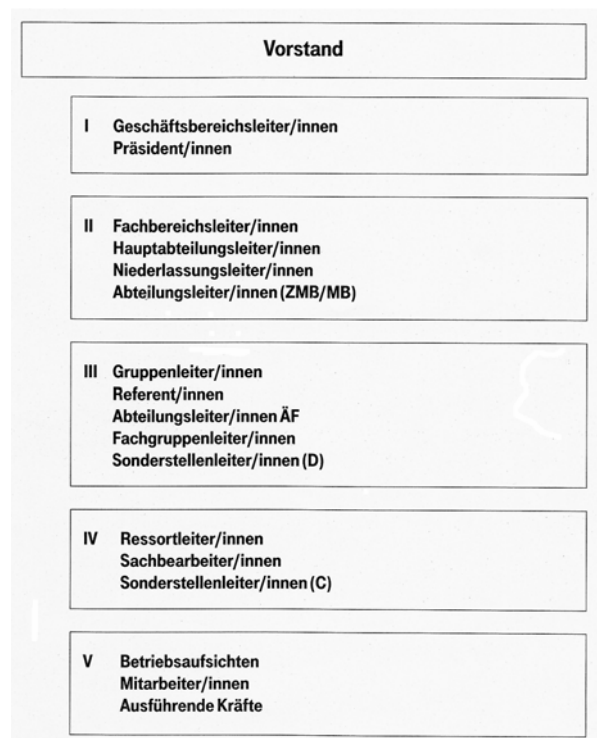 Vorstand
I Geschäftsbereichsleiter/innen
Präsident/innen
II Fachbereichsleiter/innen
Hauptabteilungsleiter/innen
Niederlassungsleiter/innen
Abteilungsleiter/innen (ZMB/MB)
III Gruppenleiter/innen
Referent/innen
Abteilungsleiter/innen ÄF
Fachgruppenleiter/innen
Sonderstellenleiter/innen (D)
IV Ressortleiter/innen
Sachbearbeiter/innen
Sonderstellenleiter/innen (C)
V Betriebsaufsichten
Mitarbeiter/innen
Ausführende Kräfte